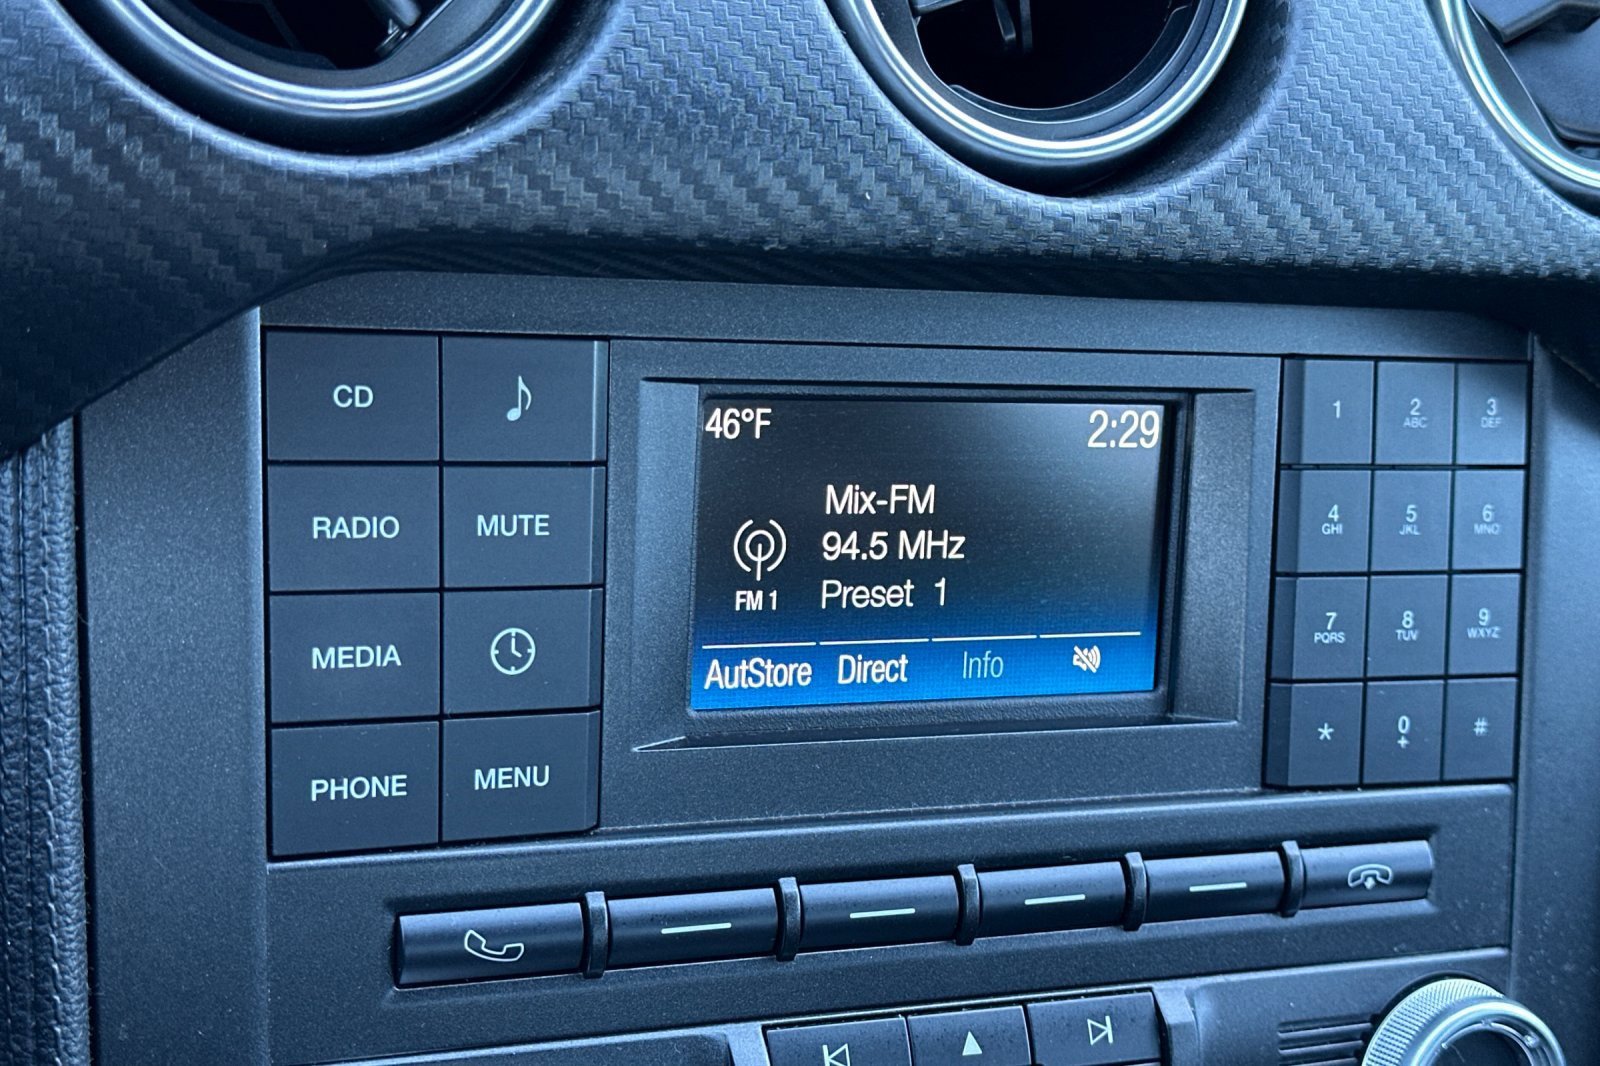 CD
RADIO
MUTE
MEDIA
PHONE
MENU
46°F
2:29
Mix-FM
94.5 MHz
FM 1
Preset 1
AutStore Direct Info
1
2
ABC
3
DEF
4
GHI
5
JKL
6
MNO
7
PQRS
8
TUV
9
WXYZ
*
0
+
#